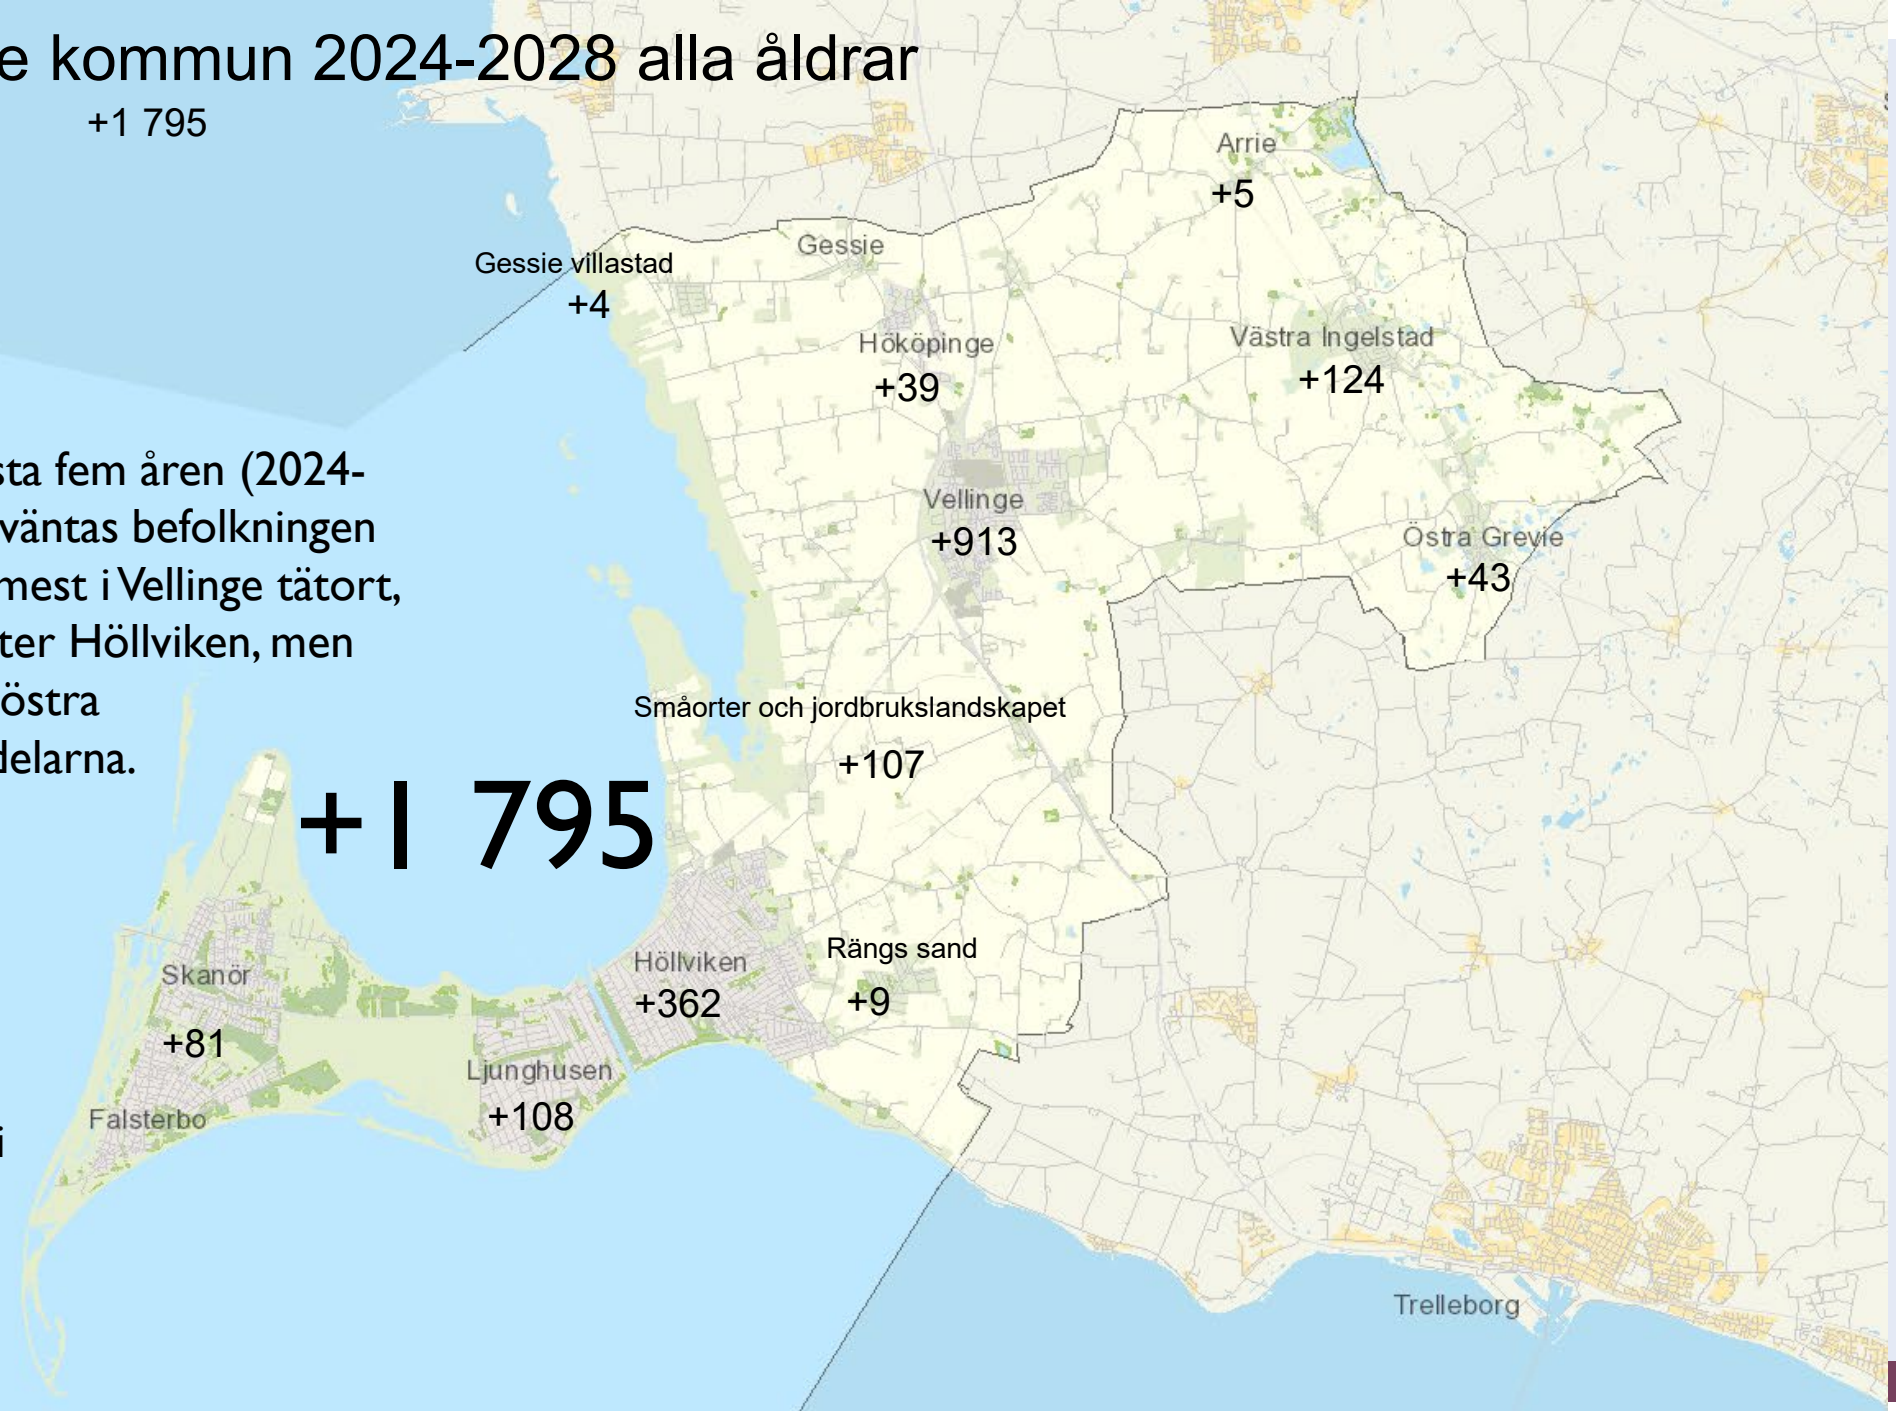 e kommun 2024-2028 alla åldrar
+1 795
Arrie
+5
Gessie
Gessie villastad
+4
Hököpinge
+39
Västra Ingelstad
+124
sta fem åren (2024-
väntas befolkningen
mest i Vellinge tätort,
ter Höllviken, men
östra
delarna.
Vellinge
+913
Östra Grevie
+43
Småorter och jordbrukslandskapet
+107
+1 795
Rängs sand
+9
Höllviken
+362
Skanör
+81
Ljunghusen
+108
Falsterbo
i
Trelleborg